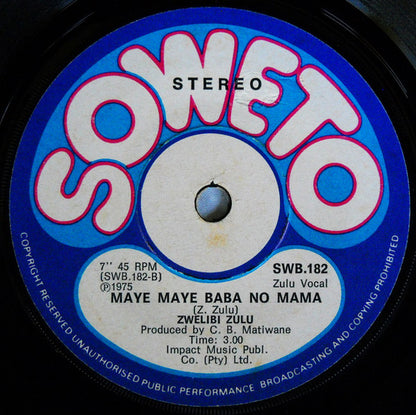 SOWETO
STEREO
7" 45 RPM
(SWB.182-B)
Ⓟ1975
SWB.182
Zulu Vocal
MAYE MAYE BABA NO MAMA
(Z. Zulu)
ZWELIBI ZULU
Produced by C. B. Matiwane
Time: 3.00
Impact Music Publ.
Co. (Pty) Ltd.
COPYRIGHT RESERVED UNAUTHORISED PUBLIC PERFORMANCE BROADCASTING AND COPYING PROHIBITED